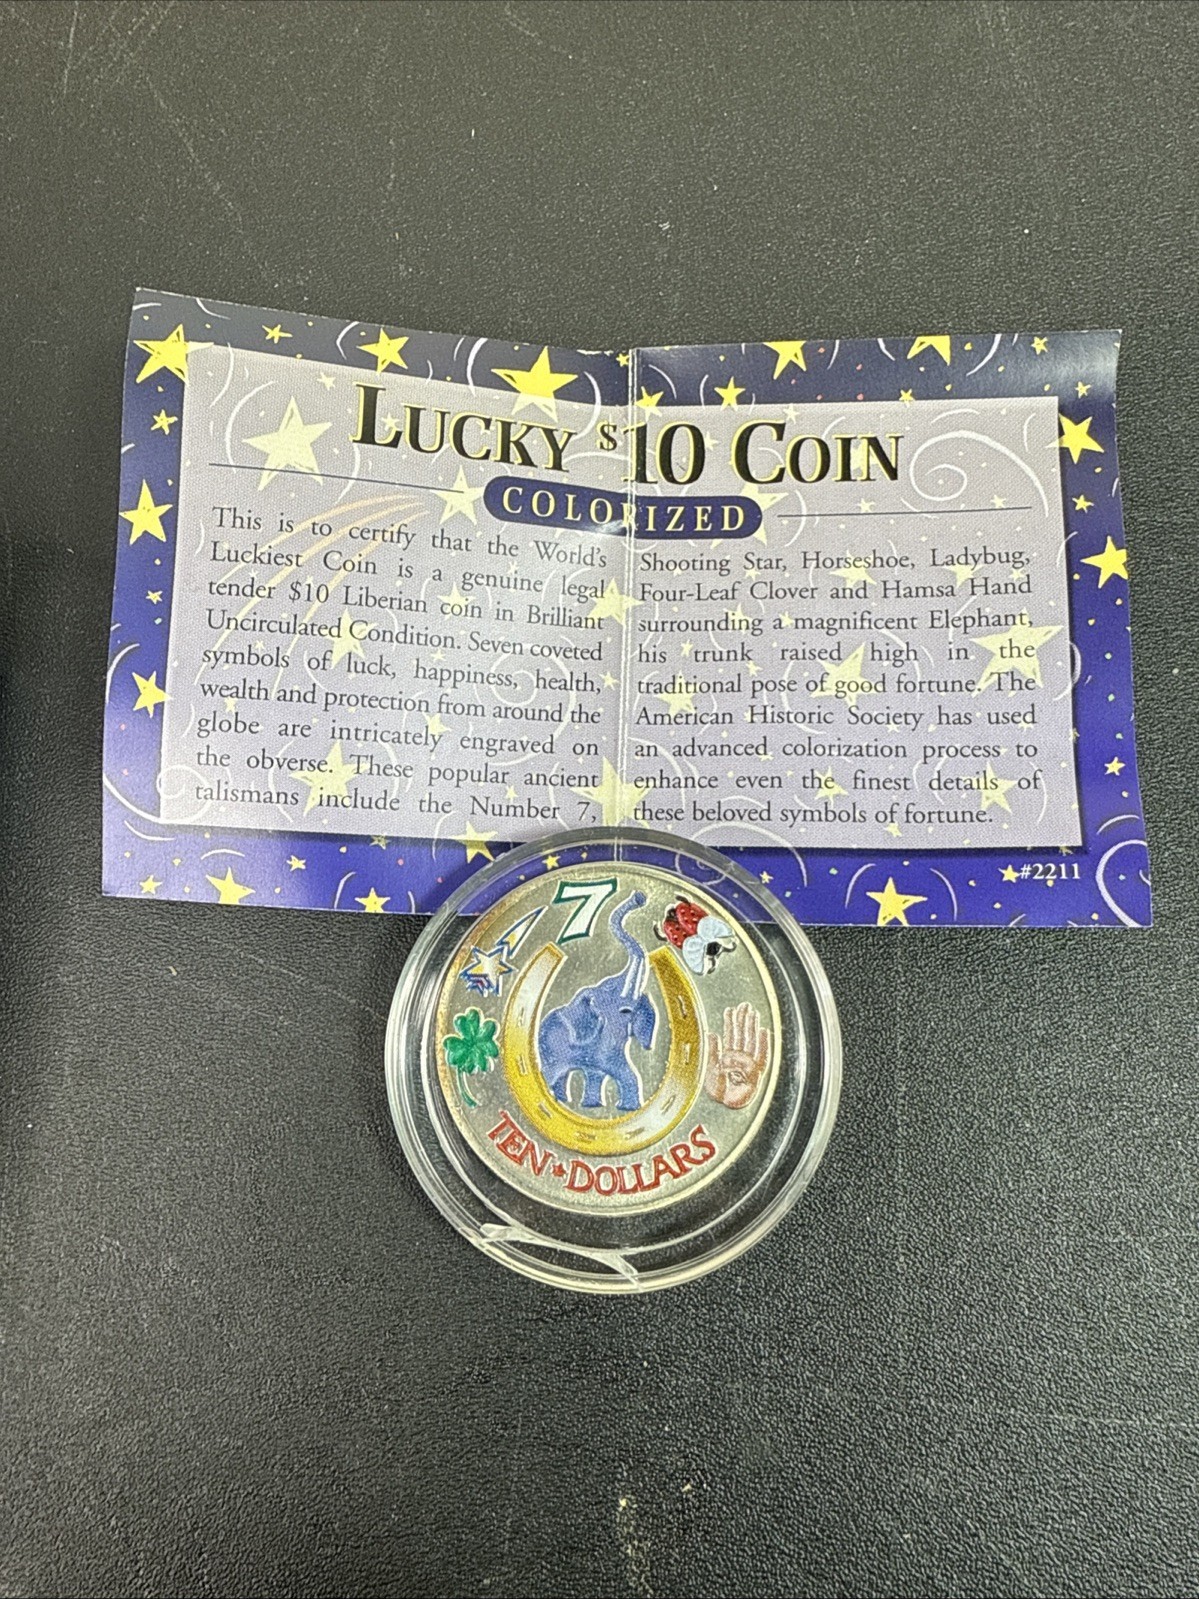 LUCKY $10 COIN
COLORIZED
This is to certify that the World's
Luckiest Coin is a genuine legal
tender $10 Liberian coin in Brilliant
Uncirculated Condition. Seven coveted
symbols of luck, happiness, health,
wealth and protection from around the
globe are intricately engraved on
the obverse. These popular ancient
talismans include the Number 7,
Shooting Star, Horseshoe, Ladybug,
Four-Leaf Clover and Hamsa Hand
surrounding a magnificent Elephant,
his trunk raised high in the
traditional pose of good fortune. The
American Historic Society has used
an advanced colorization process to
enhance even the finest details of
these beloved symbols of fortune.
#2211
7
TEN★DOLLARS